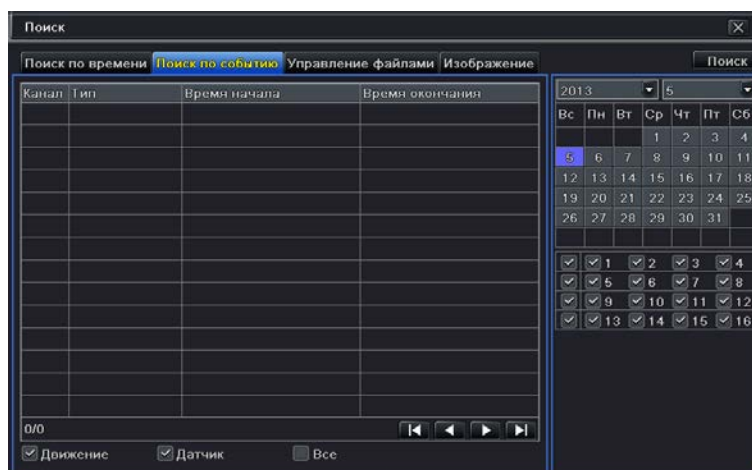 Поиск
Поиск по времени Поиск по событию Управление файлами Изображение Поиск
Канал Тип Время начала Время окончания
2013 5
Вс Пн Вт Ср Чт Пт Сб
1 2 3 4
5 6 7 8 9 10 11
12 13 14 15 16 17 18
19 20 21 22 23 24 25
26 27 28 29 30 31
1 2 3 4
5 6 7 8
9 10 11 12
13 14 15 16
0/0
Движение Датчик Все